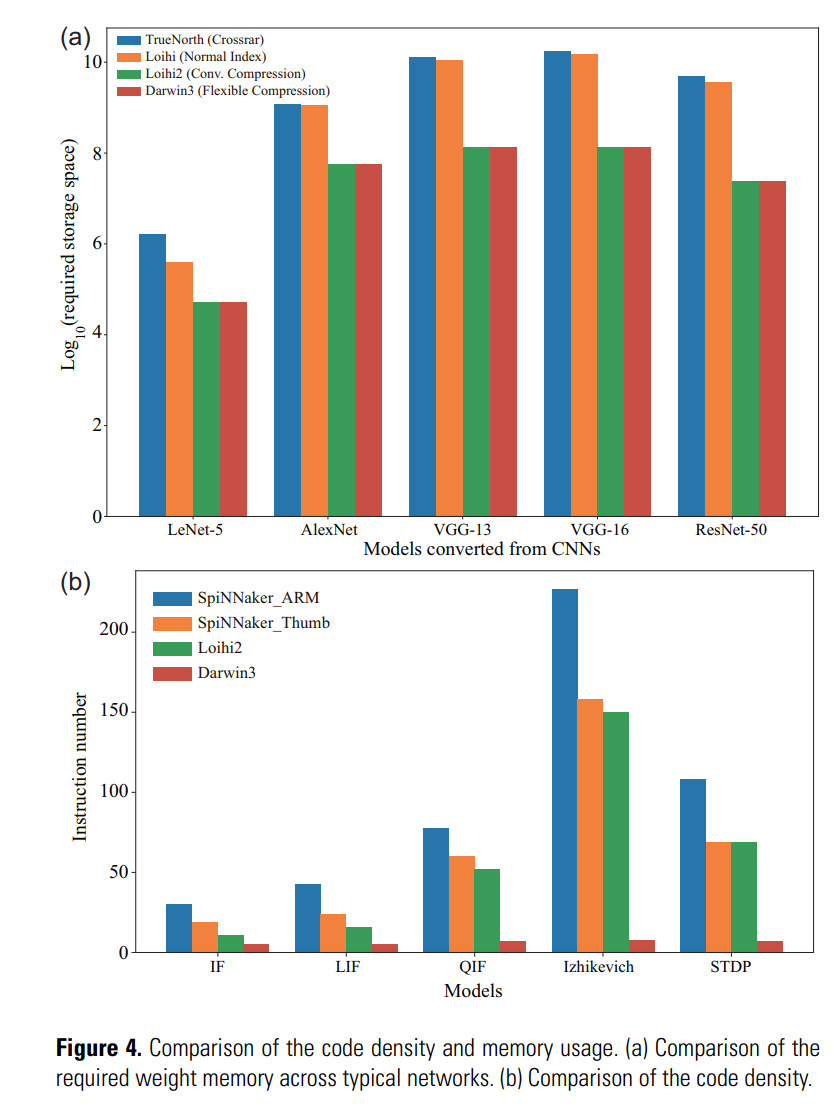 (a)
TrueNorth (Crossrar)
Loihi (Normal Index)
Loihi2 (Conv. Compression)
Darwin3 (Flexible Compression)
10
8
6
4
2
0
Log10(required storage space)
LeNet-5 AlexNet VGG-13 VGG-16 ResNet-50
Models converted from CNNs
(b)
SpiNNaker_ARM
SpiNNaker_Thumb
Loihi2
Darwin3
200
150
100
50
0
Instruction number
IF LIF QIF Izhikevich STDP
Models
Figure 4. Comparison of the code density and memory usage. (a) Comparison of the
required weight memory across typical networks. (b) Comparison of the code density.